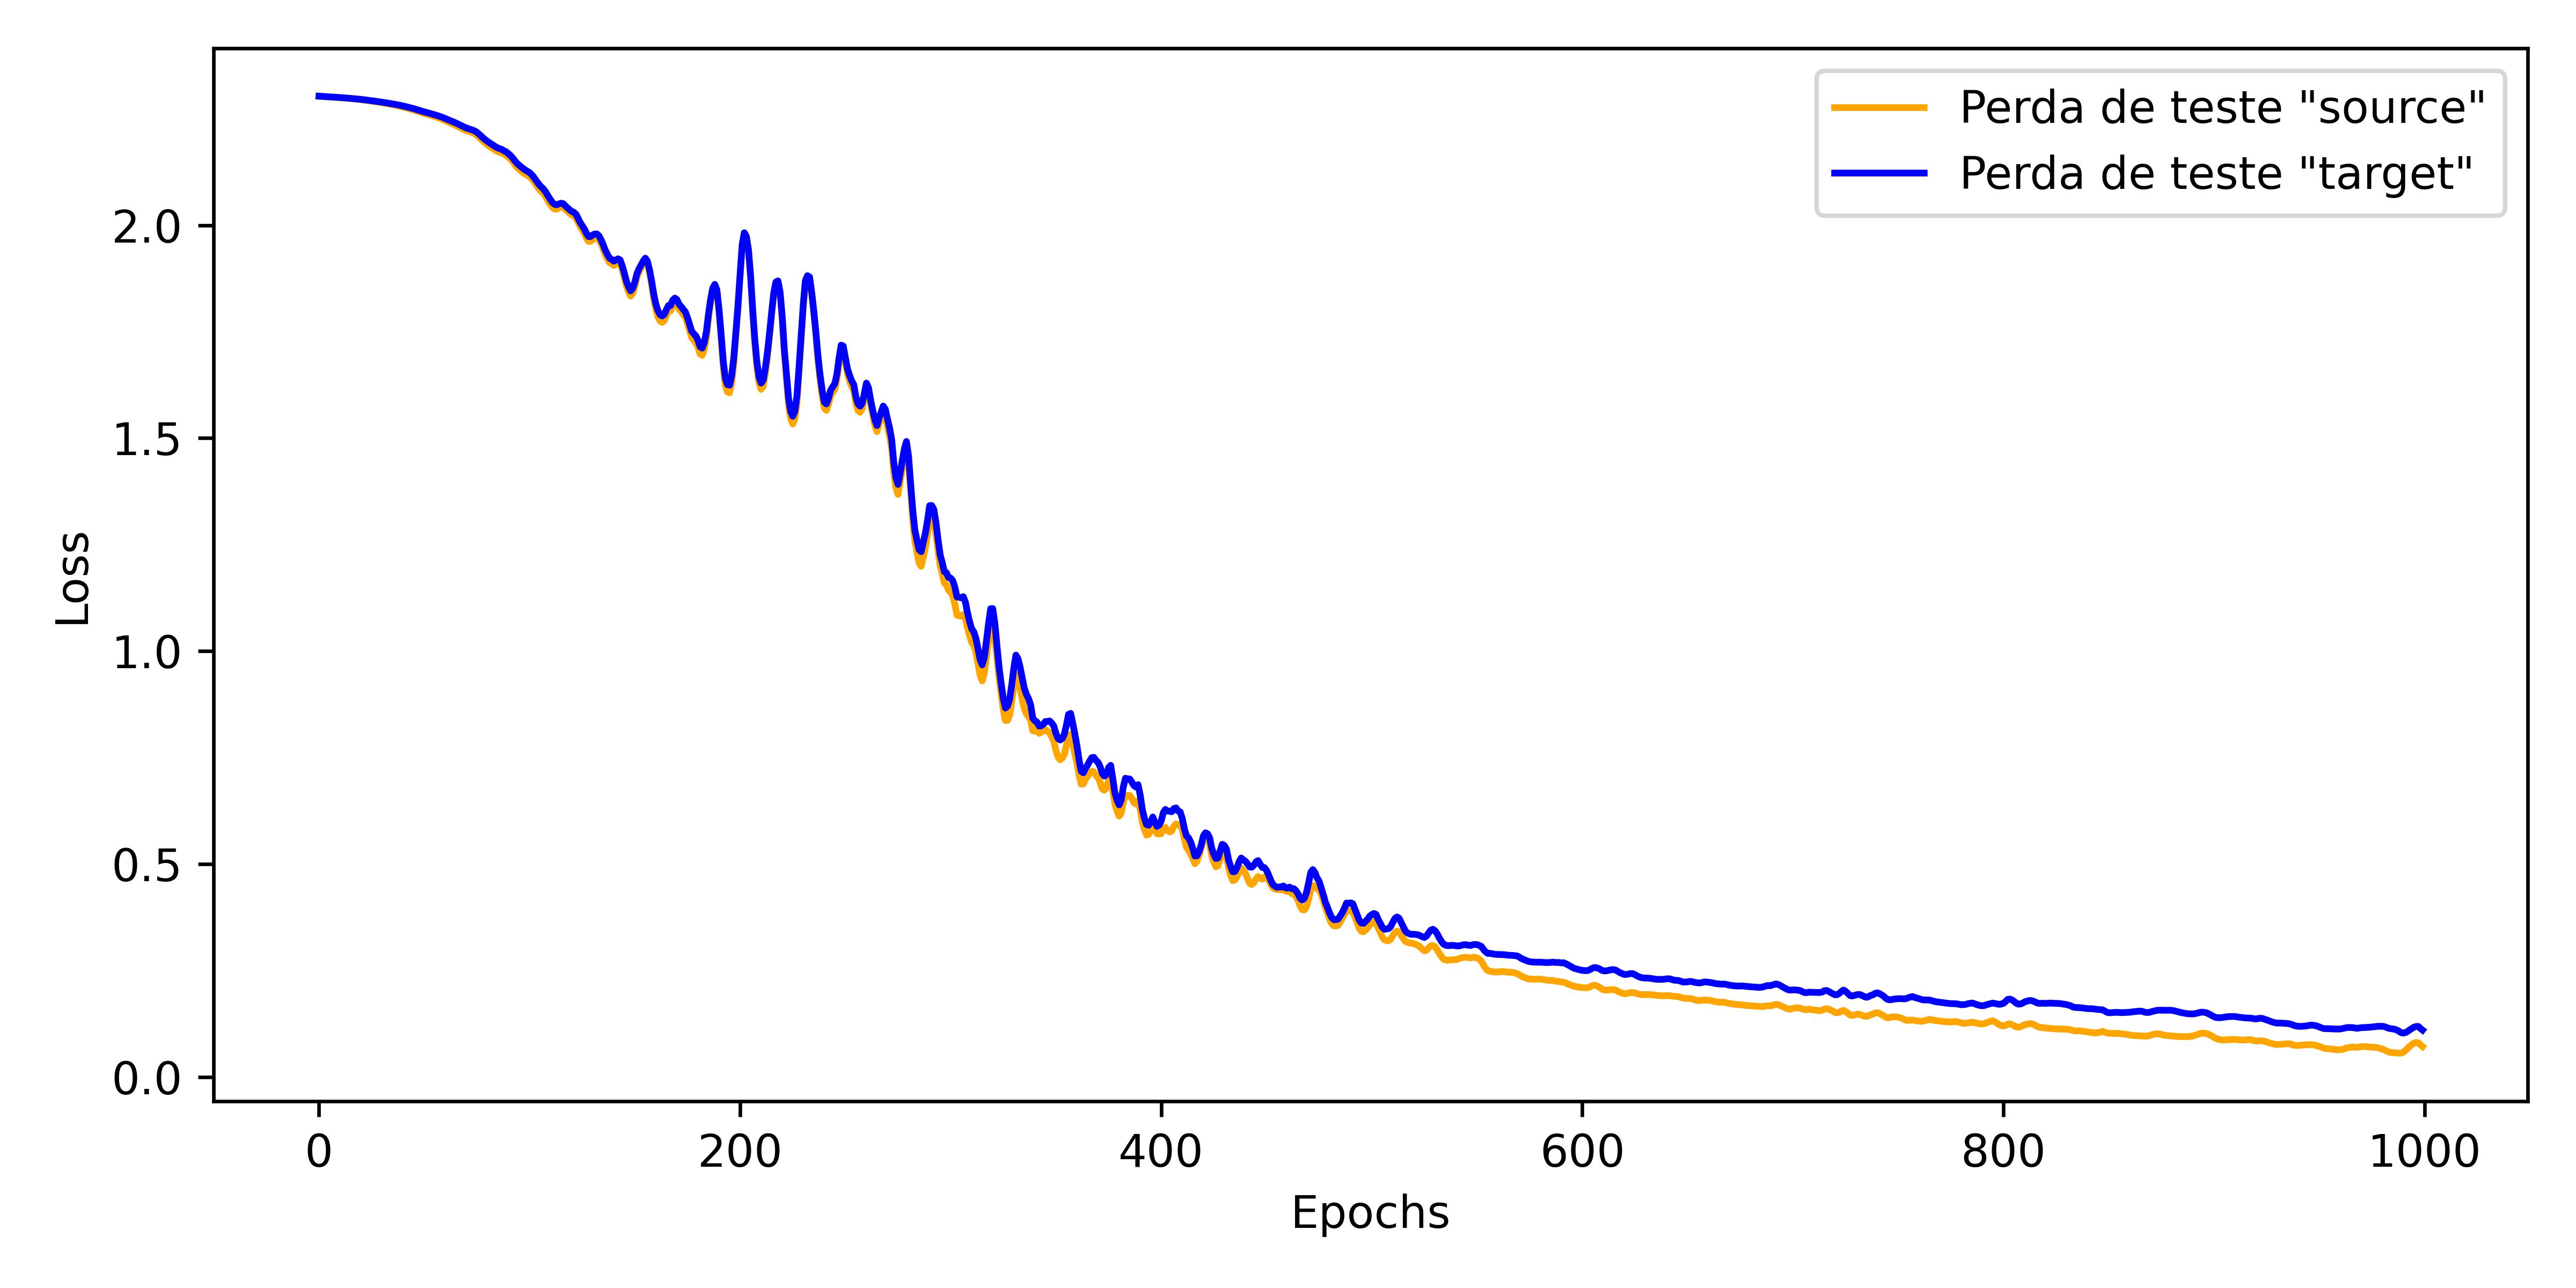 Perda de teste "source"
Perda de teste "target"
2.0
1.5
1.0
0.5
0.0
Loss
0 200 400 600 800 1000
Epochs